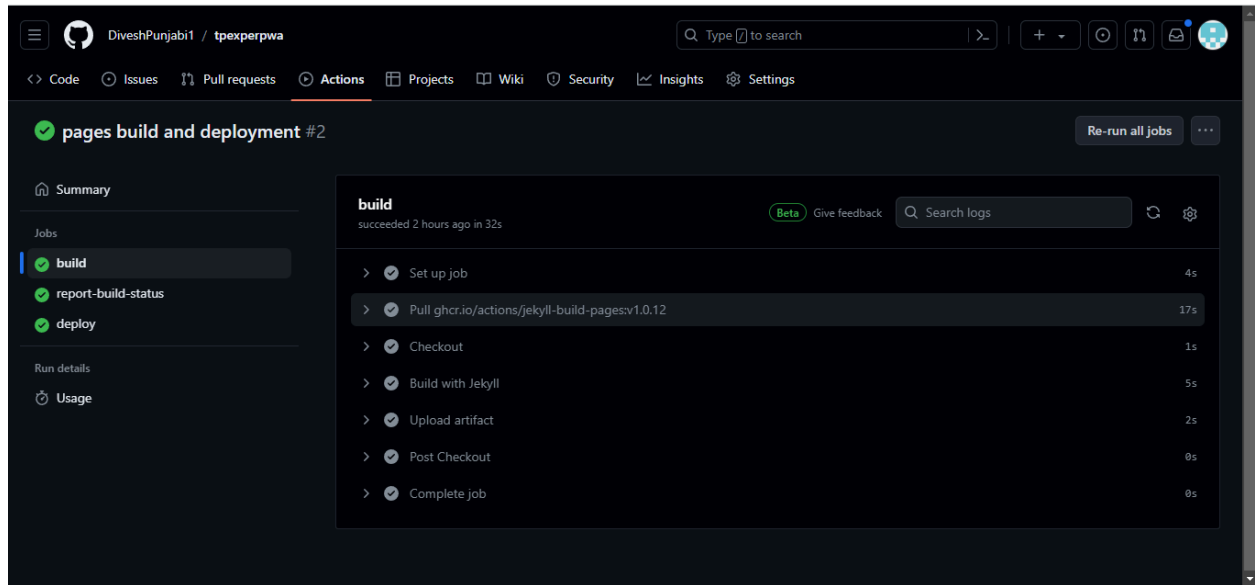 DiveshPunjabi1 / tpexperpwa
Type / to search
Code Issues Pull requests Actions Projects Wiki Security Insights Settings
pages build and deployment #2
Re-run all jobs
Summary
Jobs
build
report-build-status
deploy
Run details
Usage
build
succeeded 2 hours ago in 32s
Beta Give feedback
Search logs
Set up job 4s
Pull ghcr.io/actions/jekyll-build-pages:v1.0.12 17s
Checkout 1s
Build with Jekyll 5s
Upload artifact 2s
Post Checkout 0s
Complete job 0s